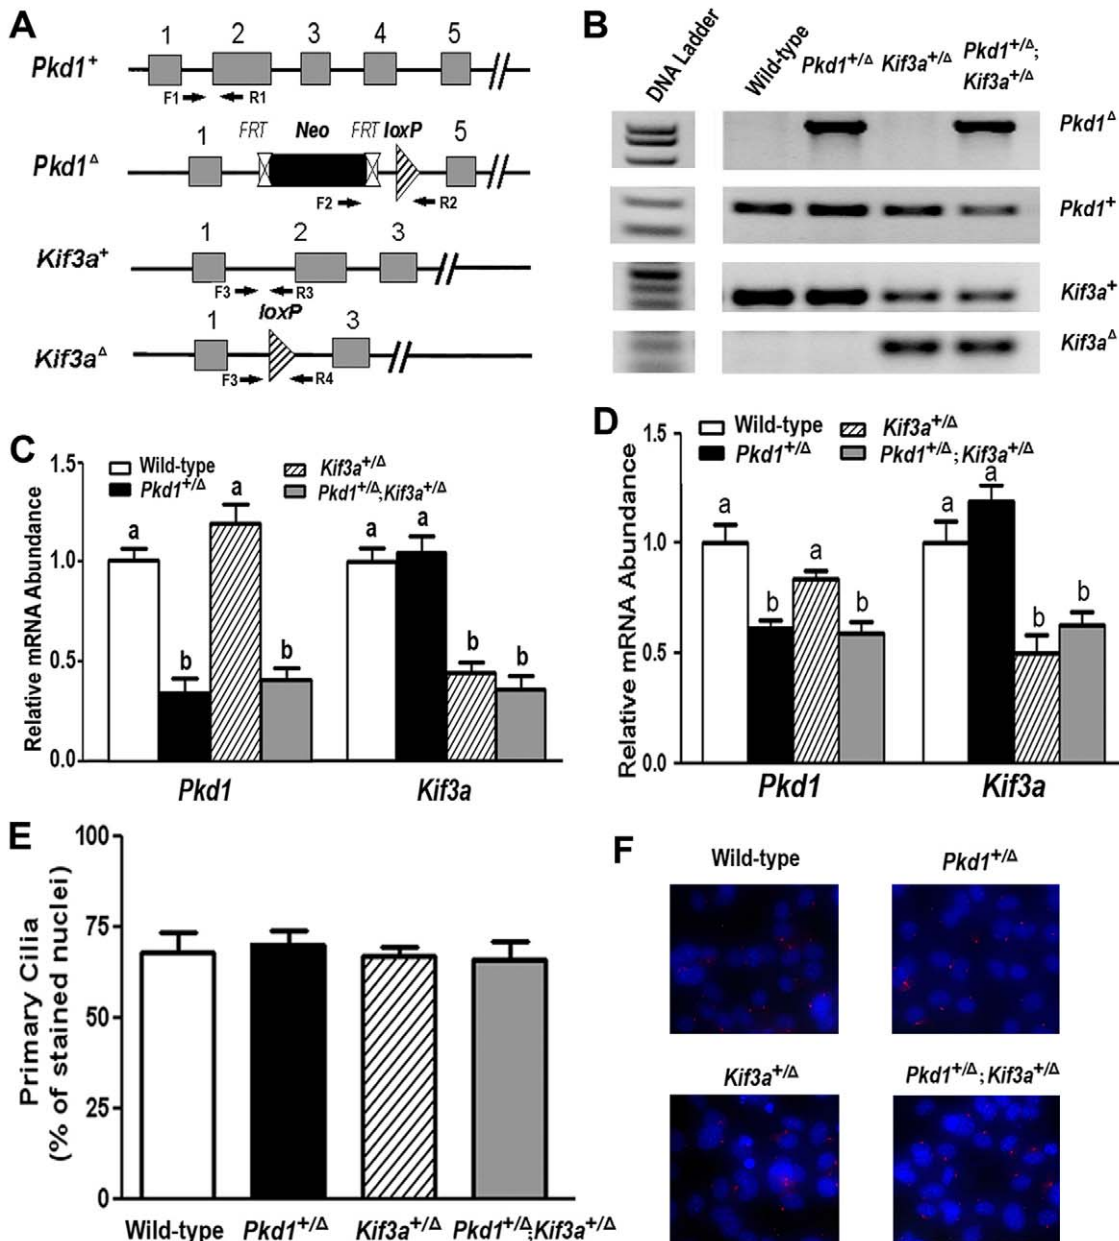 A
1 2 3 4 5
Pkd1⁺
F1 R1
FRT Neo FRT loxP
1 5
Pkd1^Δ
F2 R2
1 2 3
Kif3a⁺
F3 R3
loxP
1 3
Kif3a^Δ
F3 R4
B
DNA Ladder
Wild-type
Pkd1^+/Δ
Kif3a^+/Δ
Pkd1^+/Δ;
Kif3a^+/Δ
Pkd1^Δ
Pkd1⁺
Kif3a⁺
Kif3a^Δ
C
Relative mRNA Abundance
1.5
1.0
0.5
0.0
Wild-type
Pkd1^+/Δ
Kif3a^+/Δ
Pkd1^+/Δ;Kif3a^+/Δ
a b a b
a a b b
Pkd1 Kif3a
D
Relative mRNA Abundance
1.5
1.0
0.5
0.0
Wild-type
Pkd1^+/Δ
Kif3a^+/Δ
Pkd1^+/Δ;Kif3a^+/Δ
a b a b
a a b b
Pkd1 Kif3a
E
Primary Cilia
(% of stained nuclei)
100
75
50
25
0
Wild-type Pkd1^+/Δ Kif3a^+/Δ Pkd1^+/Δ;Kif3a^+/Δ
F
Wild-type Pkd1^+/Δ
Kif3a^+/Δ Pkd1^+/Δ;Kif3a^+/Δ